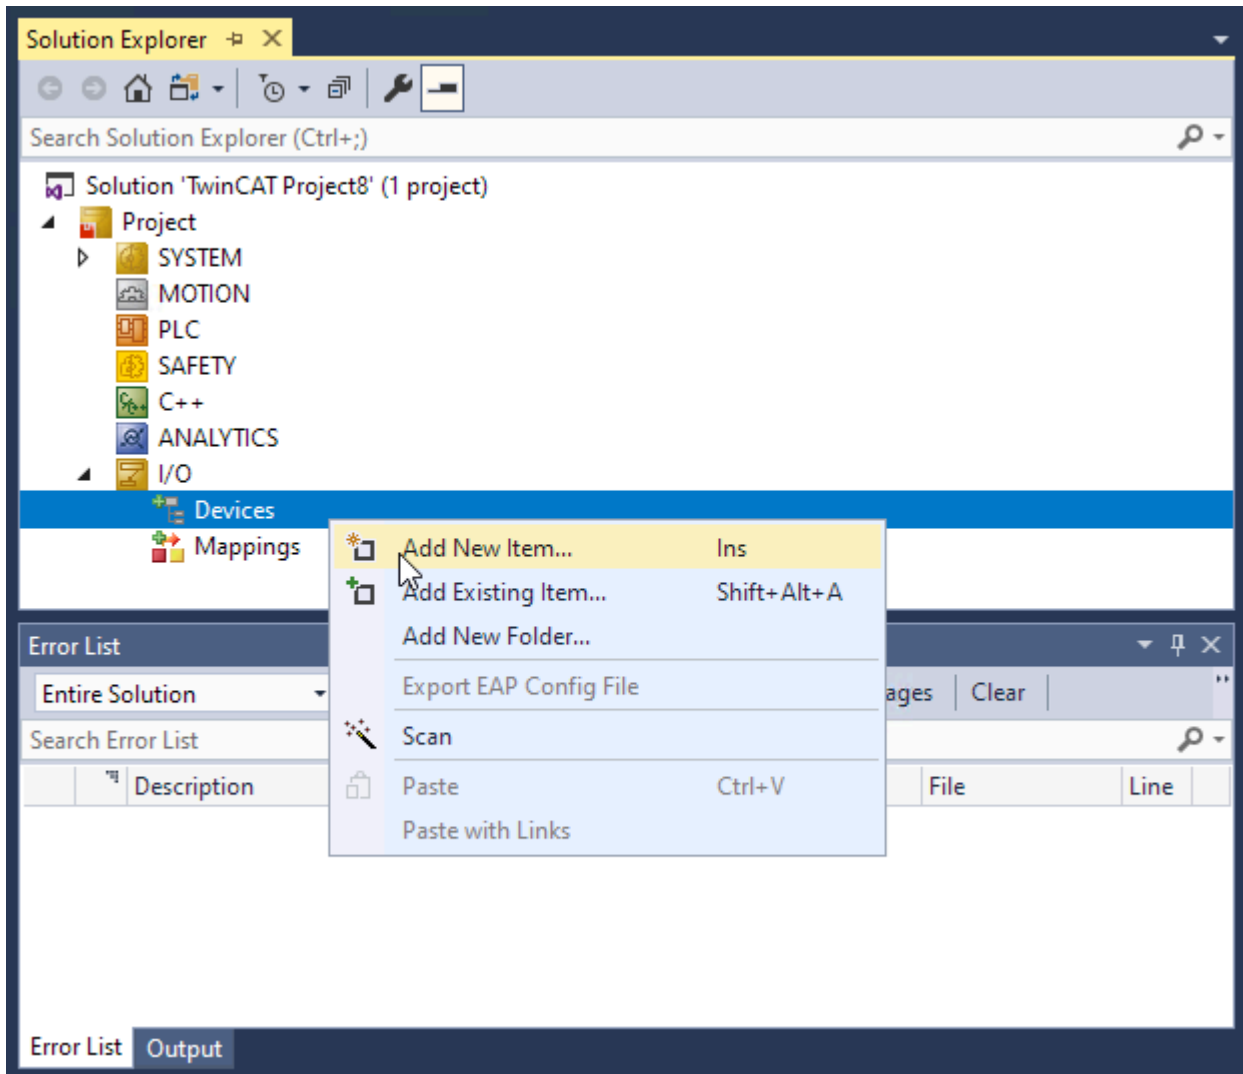 Solution Explorer
Search Solution Explorer (Ctrl+;)
Solution 'TwinCAT Project8' (1 project)
Project
SYSTEM
MOTION
PLC
SAFETY
C++
ANALYTICS
I/O
Devices
Mappings
Add New Item... Ins
Add Existing Item... Shift+Alt+A
Add New Folder...
Export EAP Config File
Scan
Paste Ctrl+V
Paste with Links
Error List
Entire Solution
ages Clear
Search Error List
Description File Line
Error List Output